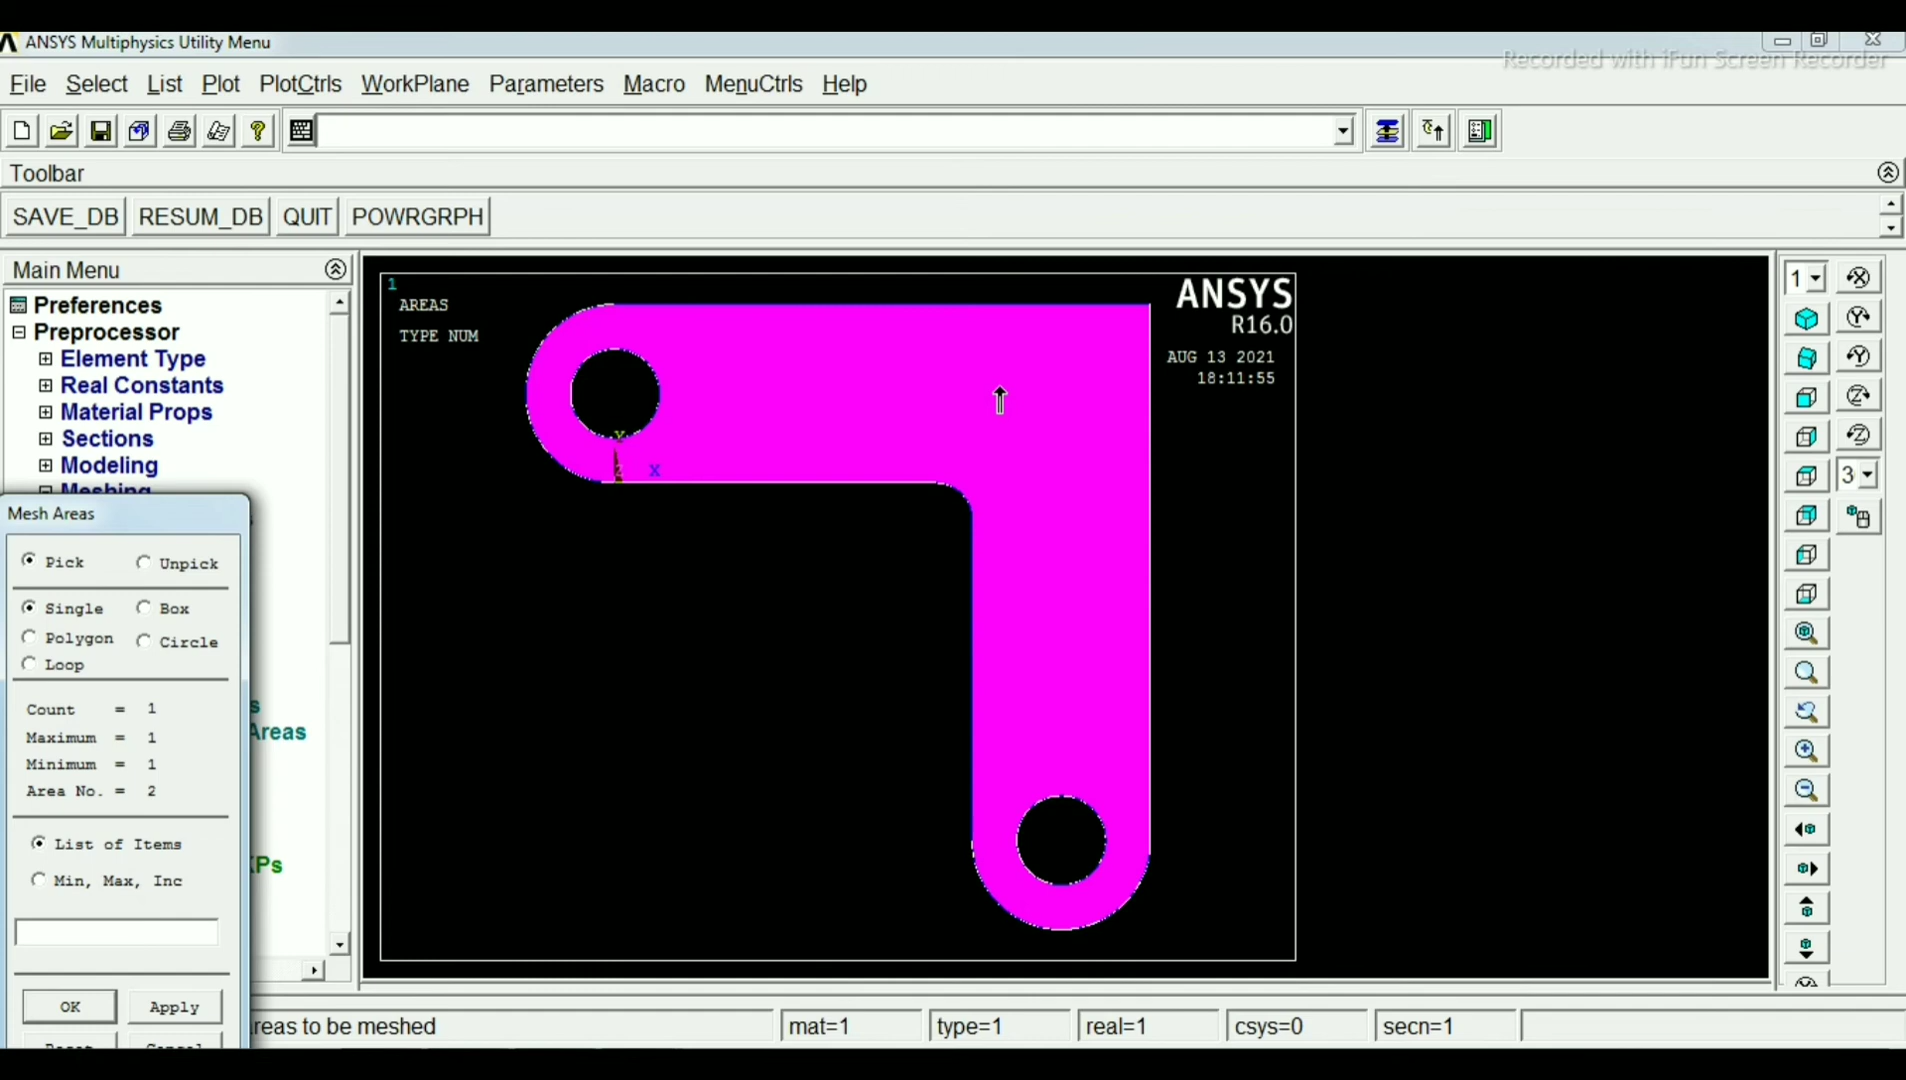 ANSYS Multiphysics Utility Menu
Recorded with iFun Screen Recorder
File Select List Plot PlotCtrls WorkPlane Parameters Macro MenuCtrls Help
Toolbar
SAVE_DB RESUM_DB QUIT POWRGRPH
Main Menu
Preferences
Preprocessor
Element Type
Real Constants
Material Props
Sections
Modeling
Meshing
Mesh Areas
Pick Unpick
Single Box
Polygon Circle
Loop
Count = 1
Maximum = 1
Minimum = 1
Area No. = 2
List of Items
Min, Max, Inc
OK Apply
Reset Cancel
s
Areas
KPs
1
AREAS
TYPE NUM
ANSYS
R16.0
AUG 13 2021
18:11:55
Y
Z X
1
3
reas to be meshed
mat=1 type=1 real=1 csys=0 secn=1